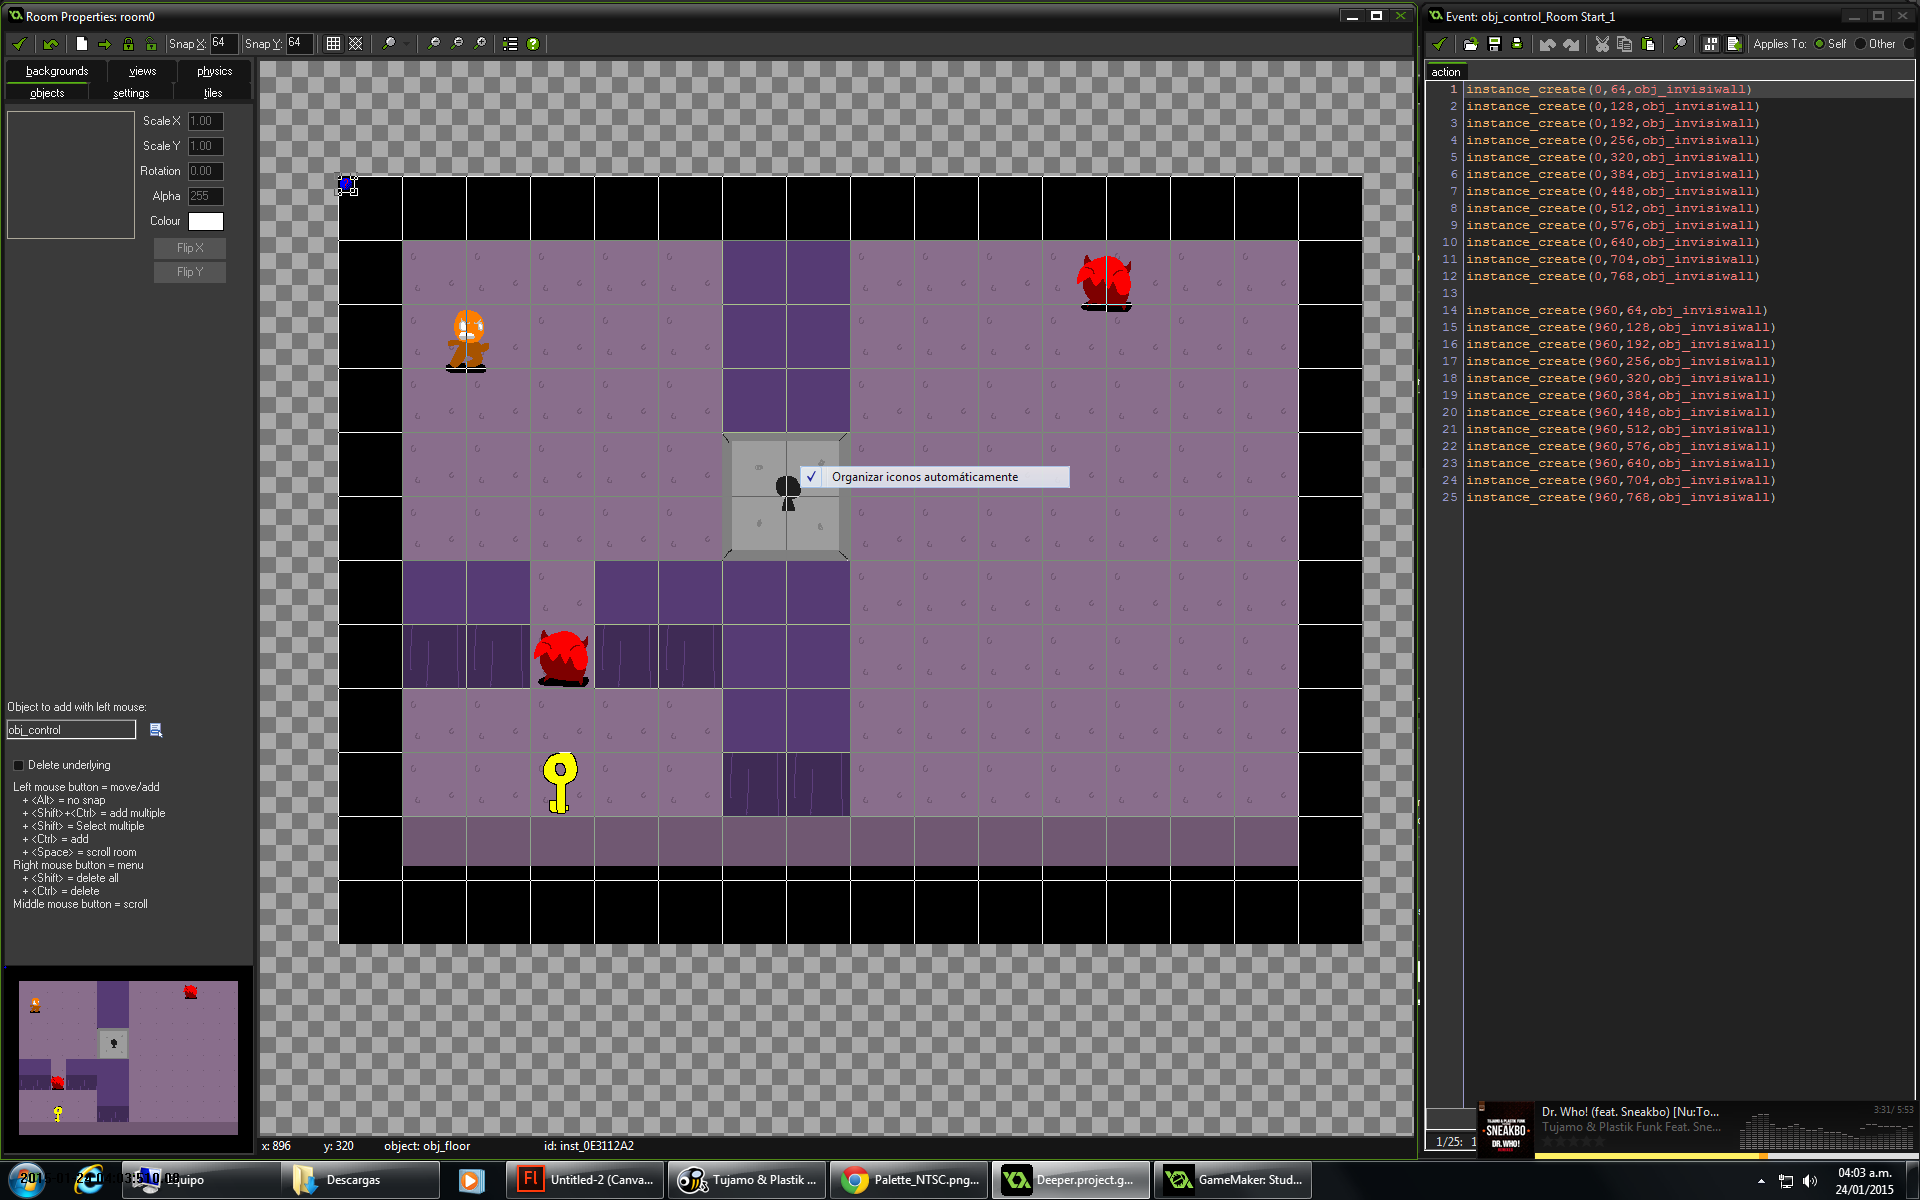 Room Properties: room0
Snap X: 64 Snap Y: 64
backgrounds views physics
objects settings tiles
Scale X 1.00
Scale Y 1.00
Rotation 0.00
Alpha 255
Colour
Flip X
Flip Y
Object to add with left mouse:
obj_control
Delete underlying
Left mouse button = move/add
+ <Alt> = no snap
+ <Shift>+<Ctrl> = add multiple
+ <Shift> = Select multiple
+ <Ctrl> = add
+ <Space> = scroll room
Right mouse button = menu
+ <Shift> = delete all
+ <Ctrl> = delete
Middle mouse button = scroll
Organizar iconos automáticamente
x: 896 y: 320 object: obj_floor id: inst_0E3112A2
Event: obj_control_Room Start_1
Applies To: Self Other
action
1 instance_create(0,64,obj_invisiwall)
2 instance_create(0,128,obj_invisiwall)
3 instance_create(0,192,obj_invisiwall)
4 instance_create(0,256,obj_invisiwall)
5 instance_create(0,320,obj_invisiwall)
6 instance_create(0,384,obj_invisiwall)
7 instance_create(0,448,obj_invisiwall)
8 instance_create(0,512,obj_invisiwall)
9 instance_create(0,576,obj_invisiwall)
10 instance_create(0,640,obj_invisiwall)
11 instance_create(0,704,obj_invisiwall)
12 instance_create(0,768,obj_invisiwall)
13
14 instance_create(960,64,obj_invisiwall)
15 instance_create(960,128,obj_invisiwall)
16 instance_create(960,192,obj_invisiwall)
17 instance_create(960,256,obj_invisiwall)
18 instance_create(960,320,obj_invisiwall)
19 instance_create(960,384,obj_invisiwall)
20 instance_create(960,448,obj_invisiwall)
21 instance_create(960,512,obj_invisiwall)
22 instance_create(960,576,obj_invisiwall)
23 instance_create(960,640,obj_invisiwall)
24 instance_create(960,704,obj_invisiwall)
25 instance_create(960,768,obj_invisiwall)
1/25: 1
SNEAKBO
DR. WHO!
Dr. Who! (feat. Sneakbo) [Nu:To... 3:31/ 5:53
Tujamo & Plastik Funk Feat. Sne...
Equipo
Descargas
Untitled-2 (Canva...
Tujamo & Plastik ...
Palette_NTSC.png...
Deeper.project.g...
GameMaker: Stud...
04:03 a.m.
24/01/2015